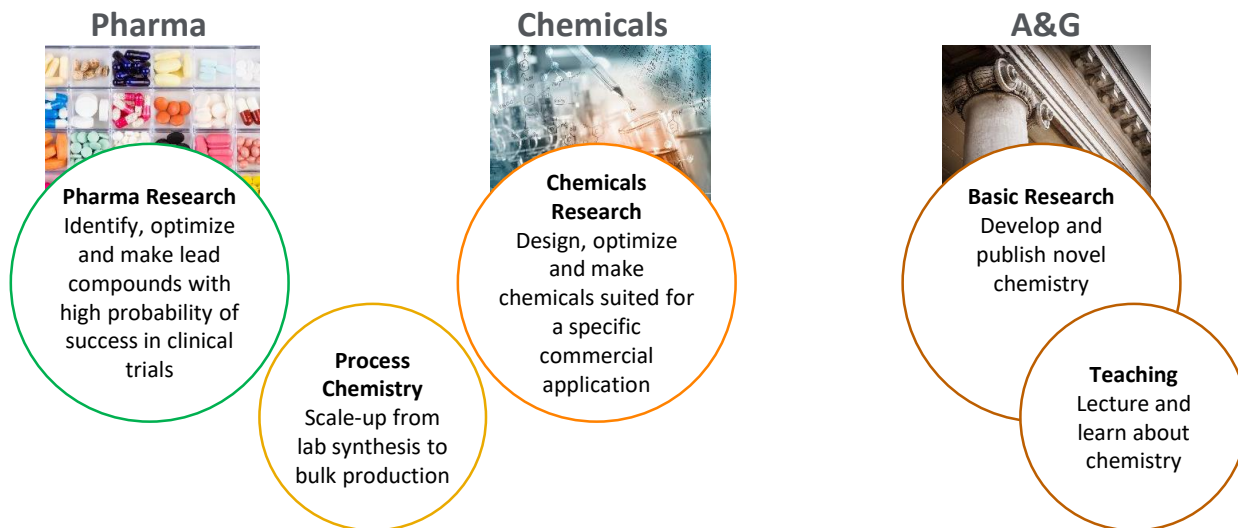 Pharma
Chemicals
A&G
Pharma Research
Identify, optimize
and make lead
compounds with
high probability of
success in clinical
trials
Process
Chemistry
Scale-up from
lab synthesis to
bulk production
Chemicals
Research
Design, optimize
and make
chemicals suited for
a specific
commercial
application
Basic Research
Develop and
publish novel
chemistry
Teaching
Lecture and
learn about
chemistry